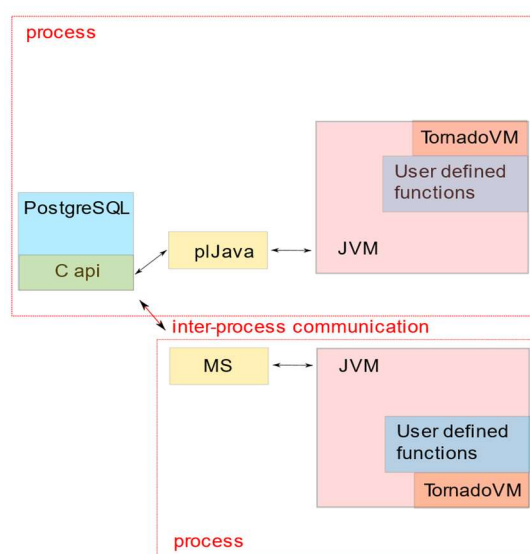 process
TornadoVM
User defined
functions
PostgreSQL
plJava
JVM
C api
inter-process communication
MS
JVM
User defined
functions
TornadoVM
process